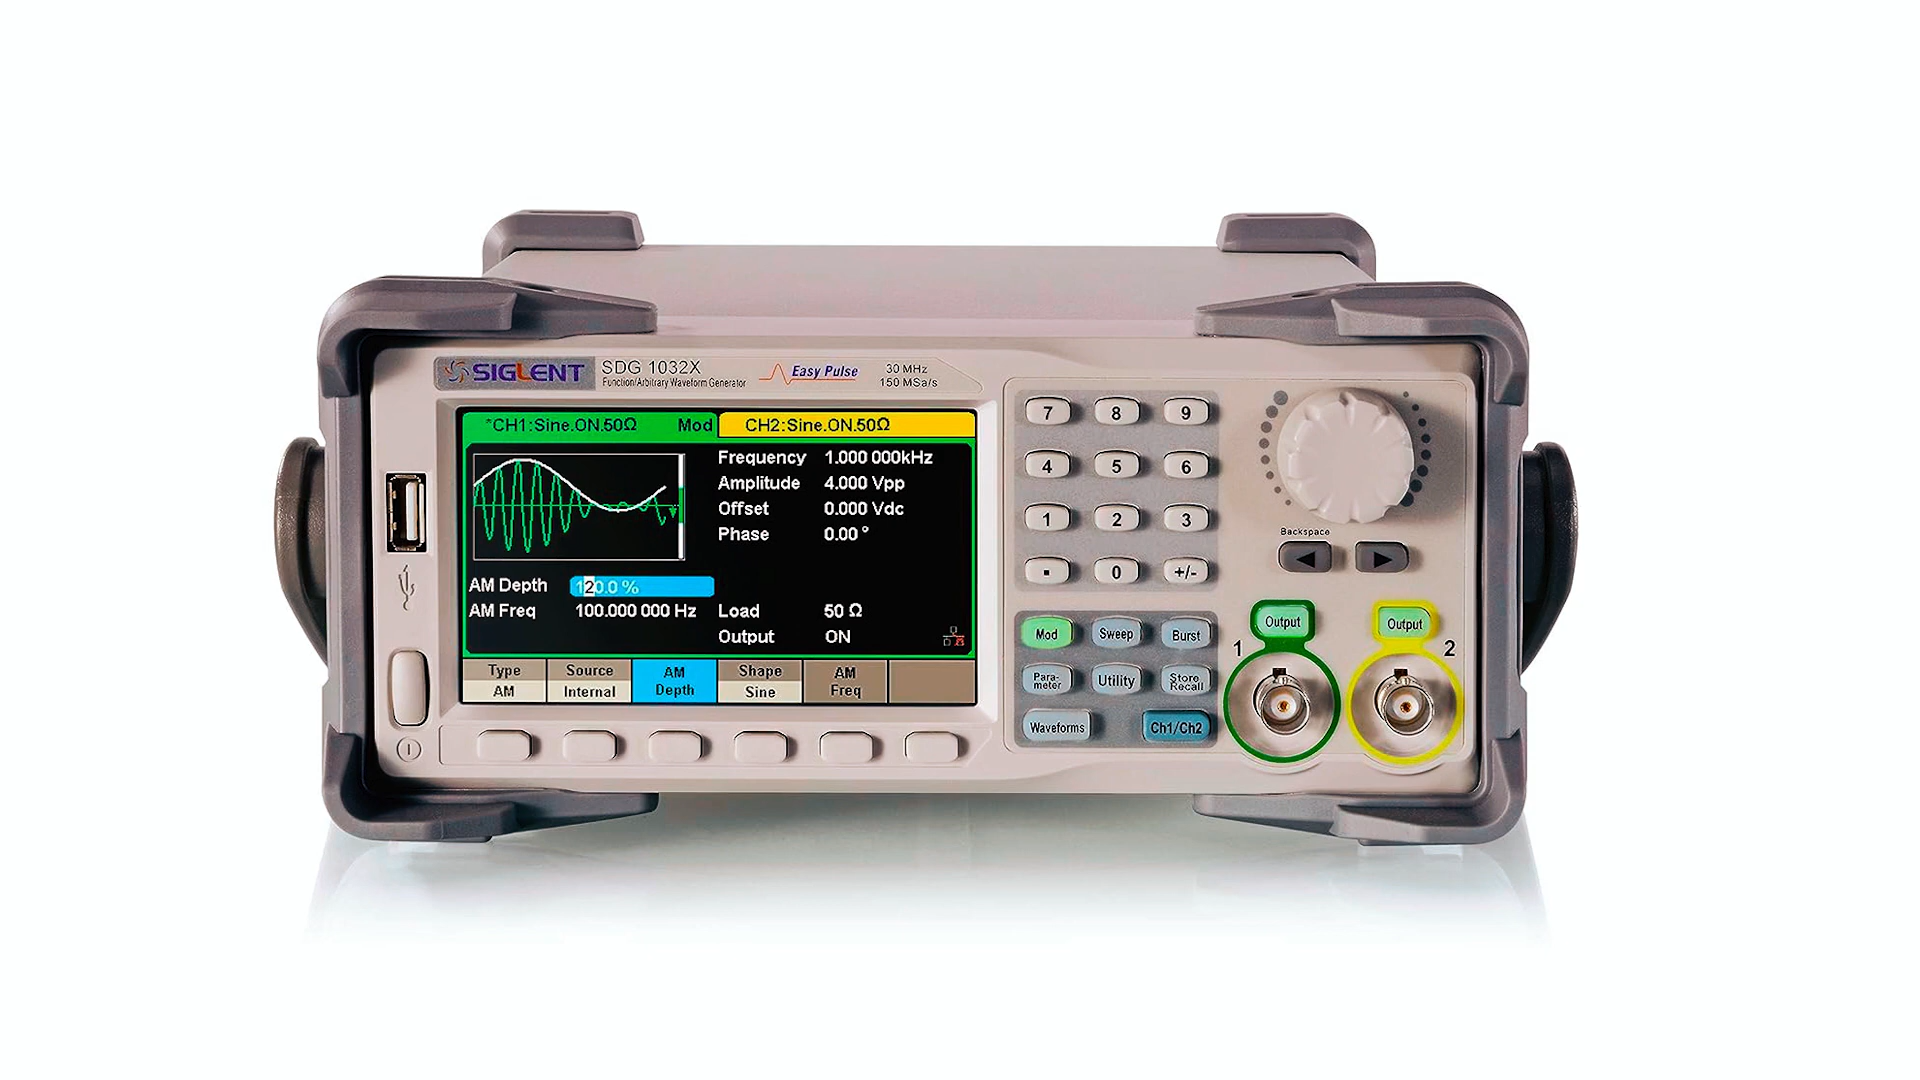 SIGLENT
SDG 1032X
Function/Arbitrary Waveform Generator
Easy Pulse
30 MHz
150 MSa/s
*CH1:Sine.ON.50Ω Mod
CH2:Sine.ON.50Ω
Frequency 1.000 000kHz
Amplitude 4.000 Vpp
Offset 0.000 Vdc
Phase 0.00 °
AM Depth 120.0 %
AM Freq 100.000 000 Hz
Load 50 Ω
Output ON
Type
AM
Source
Internal
AM
Depth
Shape
Sine
AM
Freq
7 8 9
4 5 6
1 2 3
. 0 +/-
Mod Sweep Burst
Para-
meter
Utility
Store
Recall
Waveforms Ch1/Ch2
Backspace
Output
1
Output
2